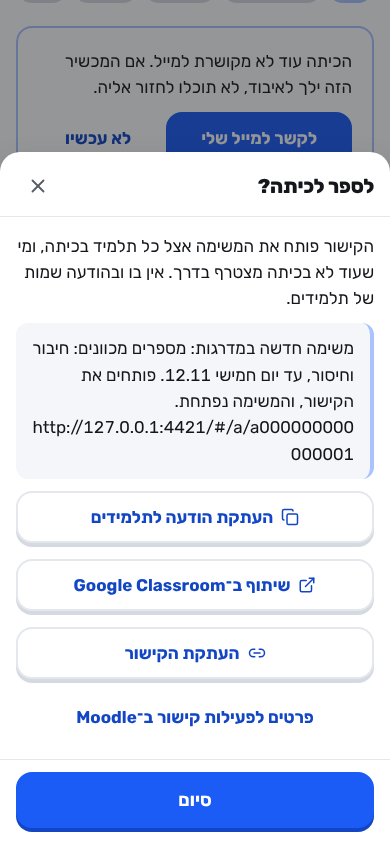 הכיתה עוד לא מקושרת למייל. אם המכשיר
הזה ילך לאיבוד, לא תוכלו לחזור אליה.
לקשר למייל שלי
לא עכשיו
לספר לכיתה?
הקישור פותח את המשימה אצל כל תלמיד בכיתה, ומי
שעוד לא בכיתה מצטרף בדרך. אין בו ובהודעה שמות
של תלמידים.
משימה חדשה במדרגות: מספרים מכוונים: חיבור
וחיסור, עד יום חמישי 12.11. פותחים את
הקישור, והמשימה נפתחת.
http://127.0.0.1:4421/#/a/a000000000
000001
העתקת הודעה לתלמידים
שיתוף ב־Google Classroom
העתקת הקישור
פרטים לפעילות קישור ב־Moodle
סיום